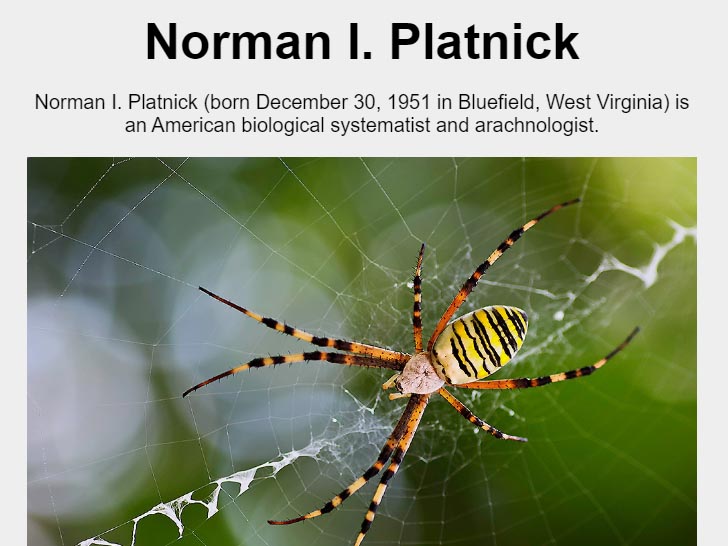 Norman I. Platnick
Norman I. Platnick (born December 30, 1951 in Bluefield, West Virginia) is
an American biological systematist and arachnologist.